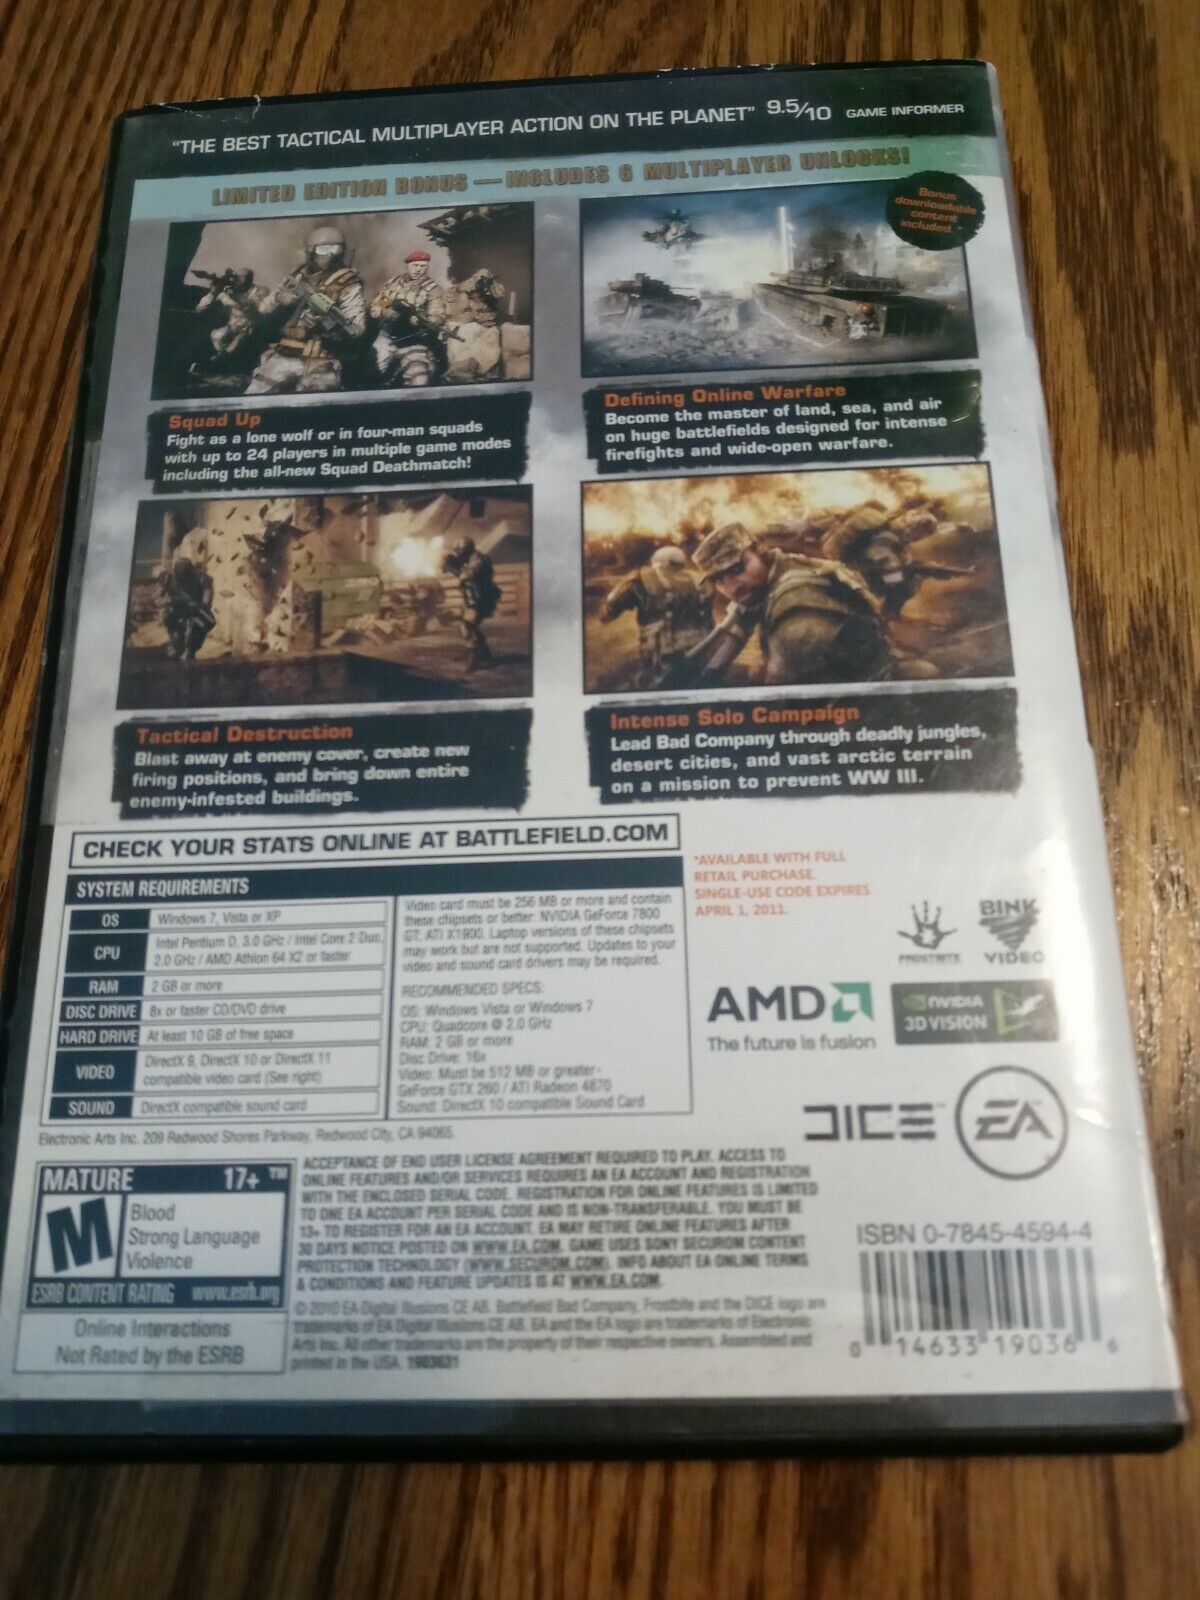 "THE BEST TACTICAL MULTIPLAYER ACTION ON THE PLANET" 9.5/10 GAME INFORMER
LIMITED EDITION BONUS — INCLUDES 6 MULTIPLAYER UNLOCKS!
Bonus
downloadable
content
included.*
Squad Up
Fight as a lone wolf or in four-man squads
with up to 24 players in multiple game modes
including the all-new Squad Deathmatch!
Defining Online Warfare
Become the master of land, sea, and air
on huge battlefields designed for intense
firefights and wide-open warfare.
Tactical Destruction
Blast away at enemy cover, create new
firing positions, and bring down entire
enemy-infested buildings.
Intense Solo Campaign
Lead Bad Company through deadly jungles,
desert cities, and vast arctic terrain
on a mission to prevent WW III.
CHECK YOUR STATS ONLINE AT BATTLEFIELD.COM
SYSTEM REQUIREMENTS
OS Windows 7, Vista or XP
CPU Intel Pentium D, 3.0 GHz / Intel Core 2 Duo,
2.0 GHz / AMD Athlon 64 X2 or faster
RAM 2 GB or more
DISC DRIVE 8x or faster CD/DVD drive
HARD DRIVE At least 10 GB of free space
VIDEO DirectX 9, DirectX 10 or DirectX 11
compatible video card (See right)
SOUND DirectX compatible sound card
Video card must be 256 MB or more and contain
these chipsets or better: NVIDIA GeForce 7800
GT, ATI X1900. Laptop versions of these chipsets
may work but are not supported. Updates to your
video and sound card drivers may be required.
RECOMMENDED SPECS:
OS: Windows Vista or Windows 7
CPU: Quadcore @ 2.0 GHz
RAM: 2 GB or more
Disc Drive: 16x
Video: Must be 512 MB or greater-
GeForce GTX 260 / ATI Radeon 4870
Sound: DirectX 10 compatible Sound Card
*AVAILABLE WITH FULL
RETAIL PURCHASE.
SINGLE-USE CODE EXPIRES
APRIL 1, 2011.
FROSTBITE
BINK
VIDEO
AMD
The future is fusion
NVIDIA
3D VISION
DICE™
EA
Electronic Arts Inc. 209 Redwood Shores Parkway, Redwood City, CA 94065.
MATURE 17+ ™
M
Blood
Strong Language
Violence
ESRB CONTENT RATING www.esrb.org
Online Interactions
Not Rated by the ESRB
ACCEPTANCE OF END USER LICENSE AGREEMENT REQUIRED TO PLAY. ACCESS TO
ONLINE FEATURES AND/OR SERVICES REQUIRES AN EA ACCOUNT AND REGISTRATION
WITH THE ENCLOSED SERIAL CODE. REGISTRATION FOR ONLINE FEATURES IS LIMITED
TO ONE EA ACCOUNT PER SERIAL CODE AND IS NON-TRANSFERABLE. YOU MUST BE
13+ TO REGISTER FOR AN EA ACCOUNT. EA MAY RETIRE ONLINE FEATURES AFTER
30 DAYS NOTICE POSTED ON WWW.EA.COM. GAME USES SONY SECUROM CONTENT
PROTECTION TECHNOLOGY (WWW.SECUROM.COM). INFO ABOUT EA ONLINE TERMS
& CONDITIONS AND FEATURE UPDATES IS AT WWW.EA.COM.
© 2010 EA Digital Illusions CE AB. Battlefield Bad Company, Frostbite and the DICE logo are
trademarks of EA Digital Illusions CE AB. EA and the EA logo are trademarks of Electronic
Arts Inc. All other trademarks are the property of their respective owners. Assembled and
printed in the USA. 1903631
ISBN 0-7845-4594-4
0 14633 19036 6